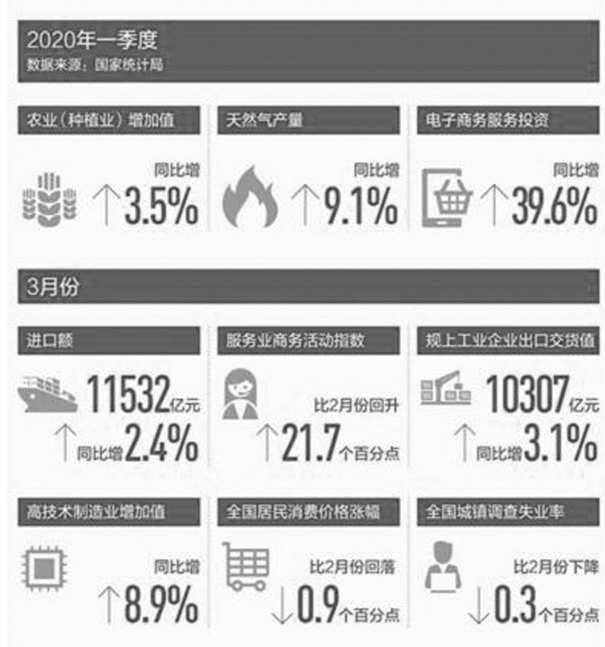 2020年一季度
数据来源：国家统计局
农业（种植业）增加值
同比增
3.5%
天然气产量
同比增
9.1%
电子商务服务投资
同比增
39.6%
3月份
进口额
11532亿元
同比增2.4%
服务业商务活动指数
比2月份回升
21.7个百分点
规上工业企业出口交货值
10307亿元
同比增3.1%
高技术制造业增加值
同比增
8.9%
全国居民消费价格涨幅
比2月份回落
0.9个百分点
全国城镇调查失业率
比2月份下降
0.3个百分点